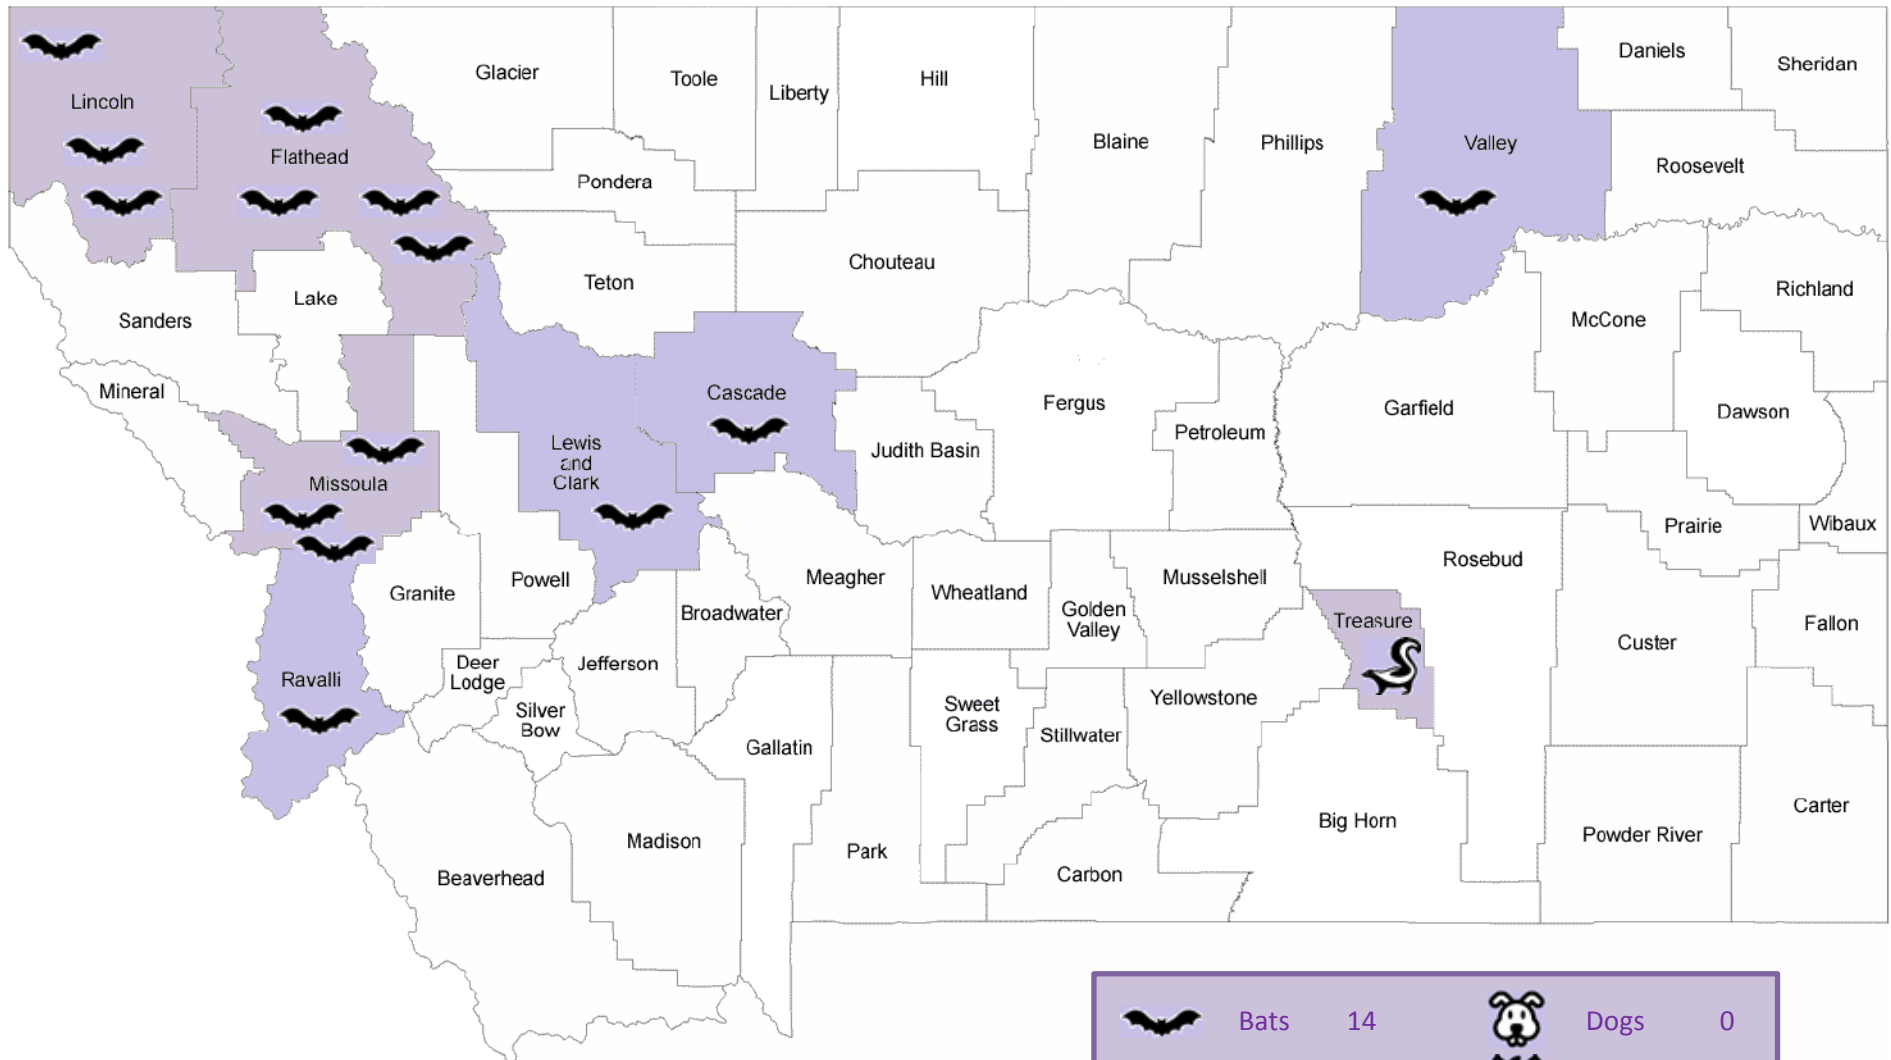 Daniels
Sheridan
Glacier
Toole
Hill
Liberty
Lincoln
Blaine
Phillips
Valley
Flathead
Roosevelt
Pondera
Chouteau
Teton
Richland
Lake
Sanders
McCone
Mineral
Cascade
Fergus
Garfield
Dawson
Petroleum
Lewis
and
Clark
Judith Basin
Missoula
Prairie
Wibaux
Rosebud
Powell
Meagher
Musselshell
Granite
Wheatland
Broadwater
Golden
Valley
Treasure
Fallon
Custer
Deer
Lodge
Jefferson
Ravalli
Yellowstone
Sweet
Grass
Silver
Bow
Stillwater
Gallatin
Carter
Big Horn
Powder River
Madison
Park
Carbon
Beaverhead
Bats 14 Dogs 0